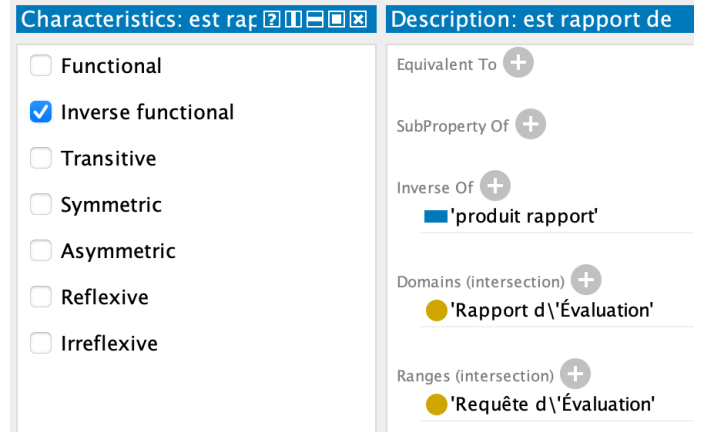 Characteristics: est rap
Functional
Inverse functional
Transitive
Symmetric
Asymmetric
Reflexive
Irreflexive
Description: est rapport de
Equivalent To
SubProperty Of
Inverse Of
'produit rapport'
Domains (intersection)
'Rapport d\'Évaluation'
Ranges (intersection)
'Requête d\'Évaluation'